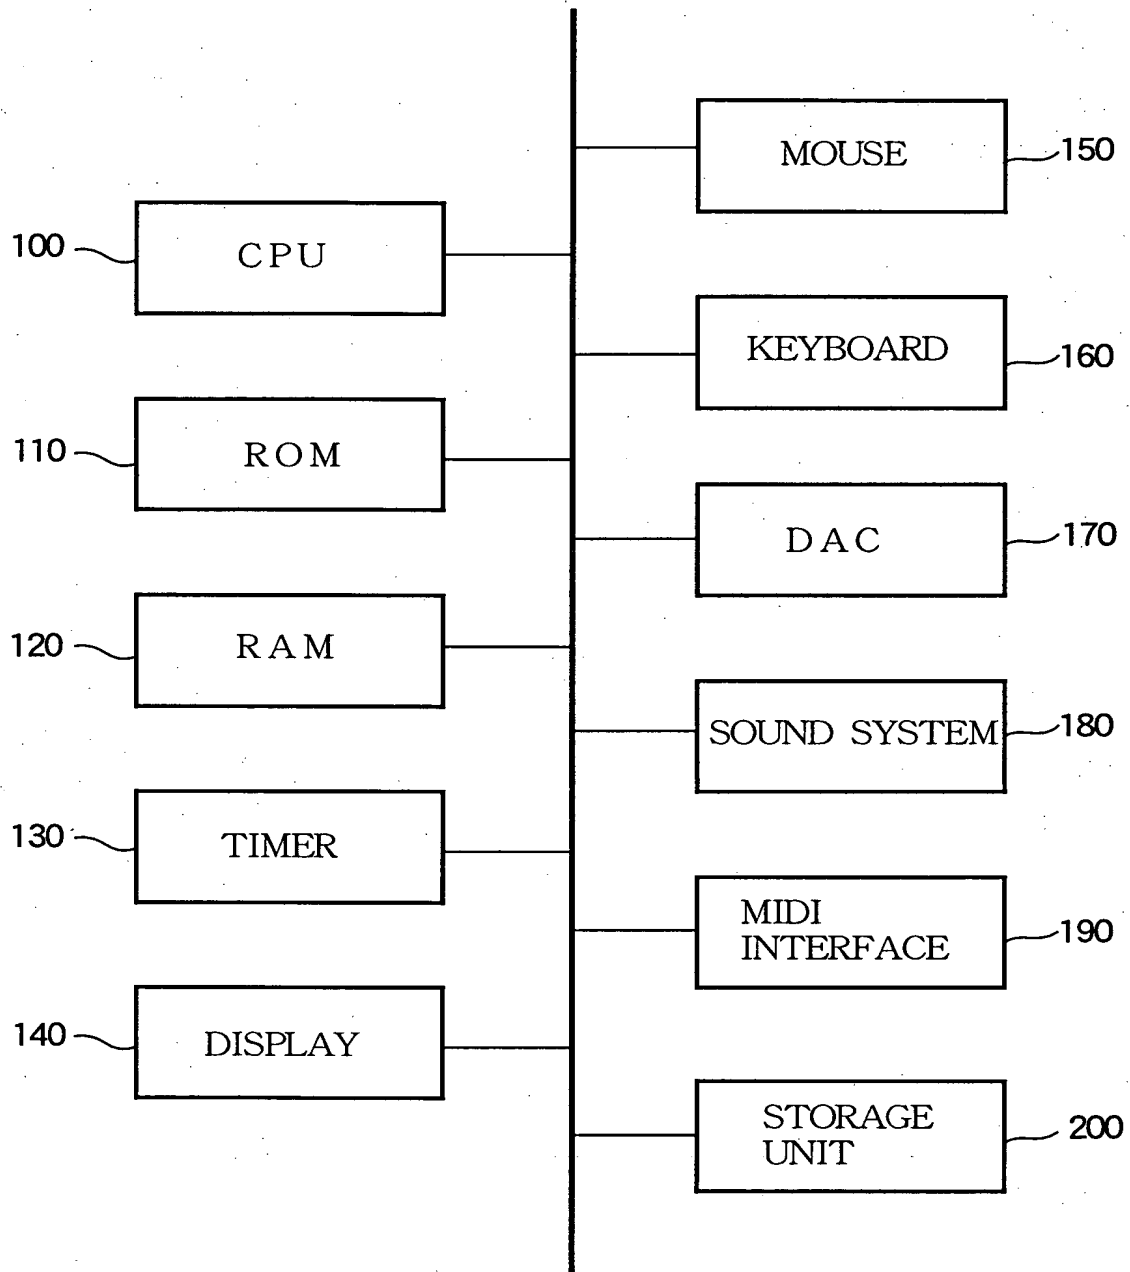 100
CPU
110
ROM
120
RAM
130
TIMER
140
DISPLAY
MOUSE
150
KEYBOARD
160
DAC
170
SOUND SYSTEM
180
MIDI
INTERFACE
190
STORAGE
UNIT
200